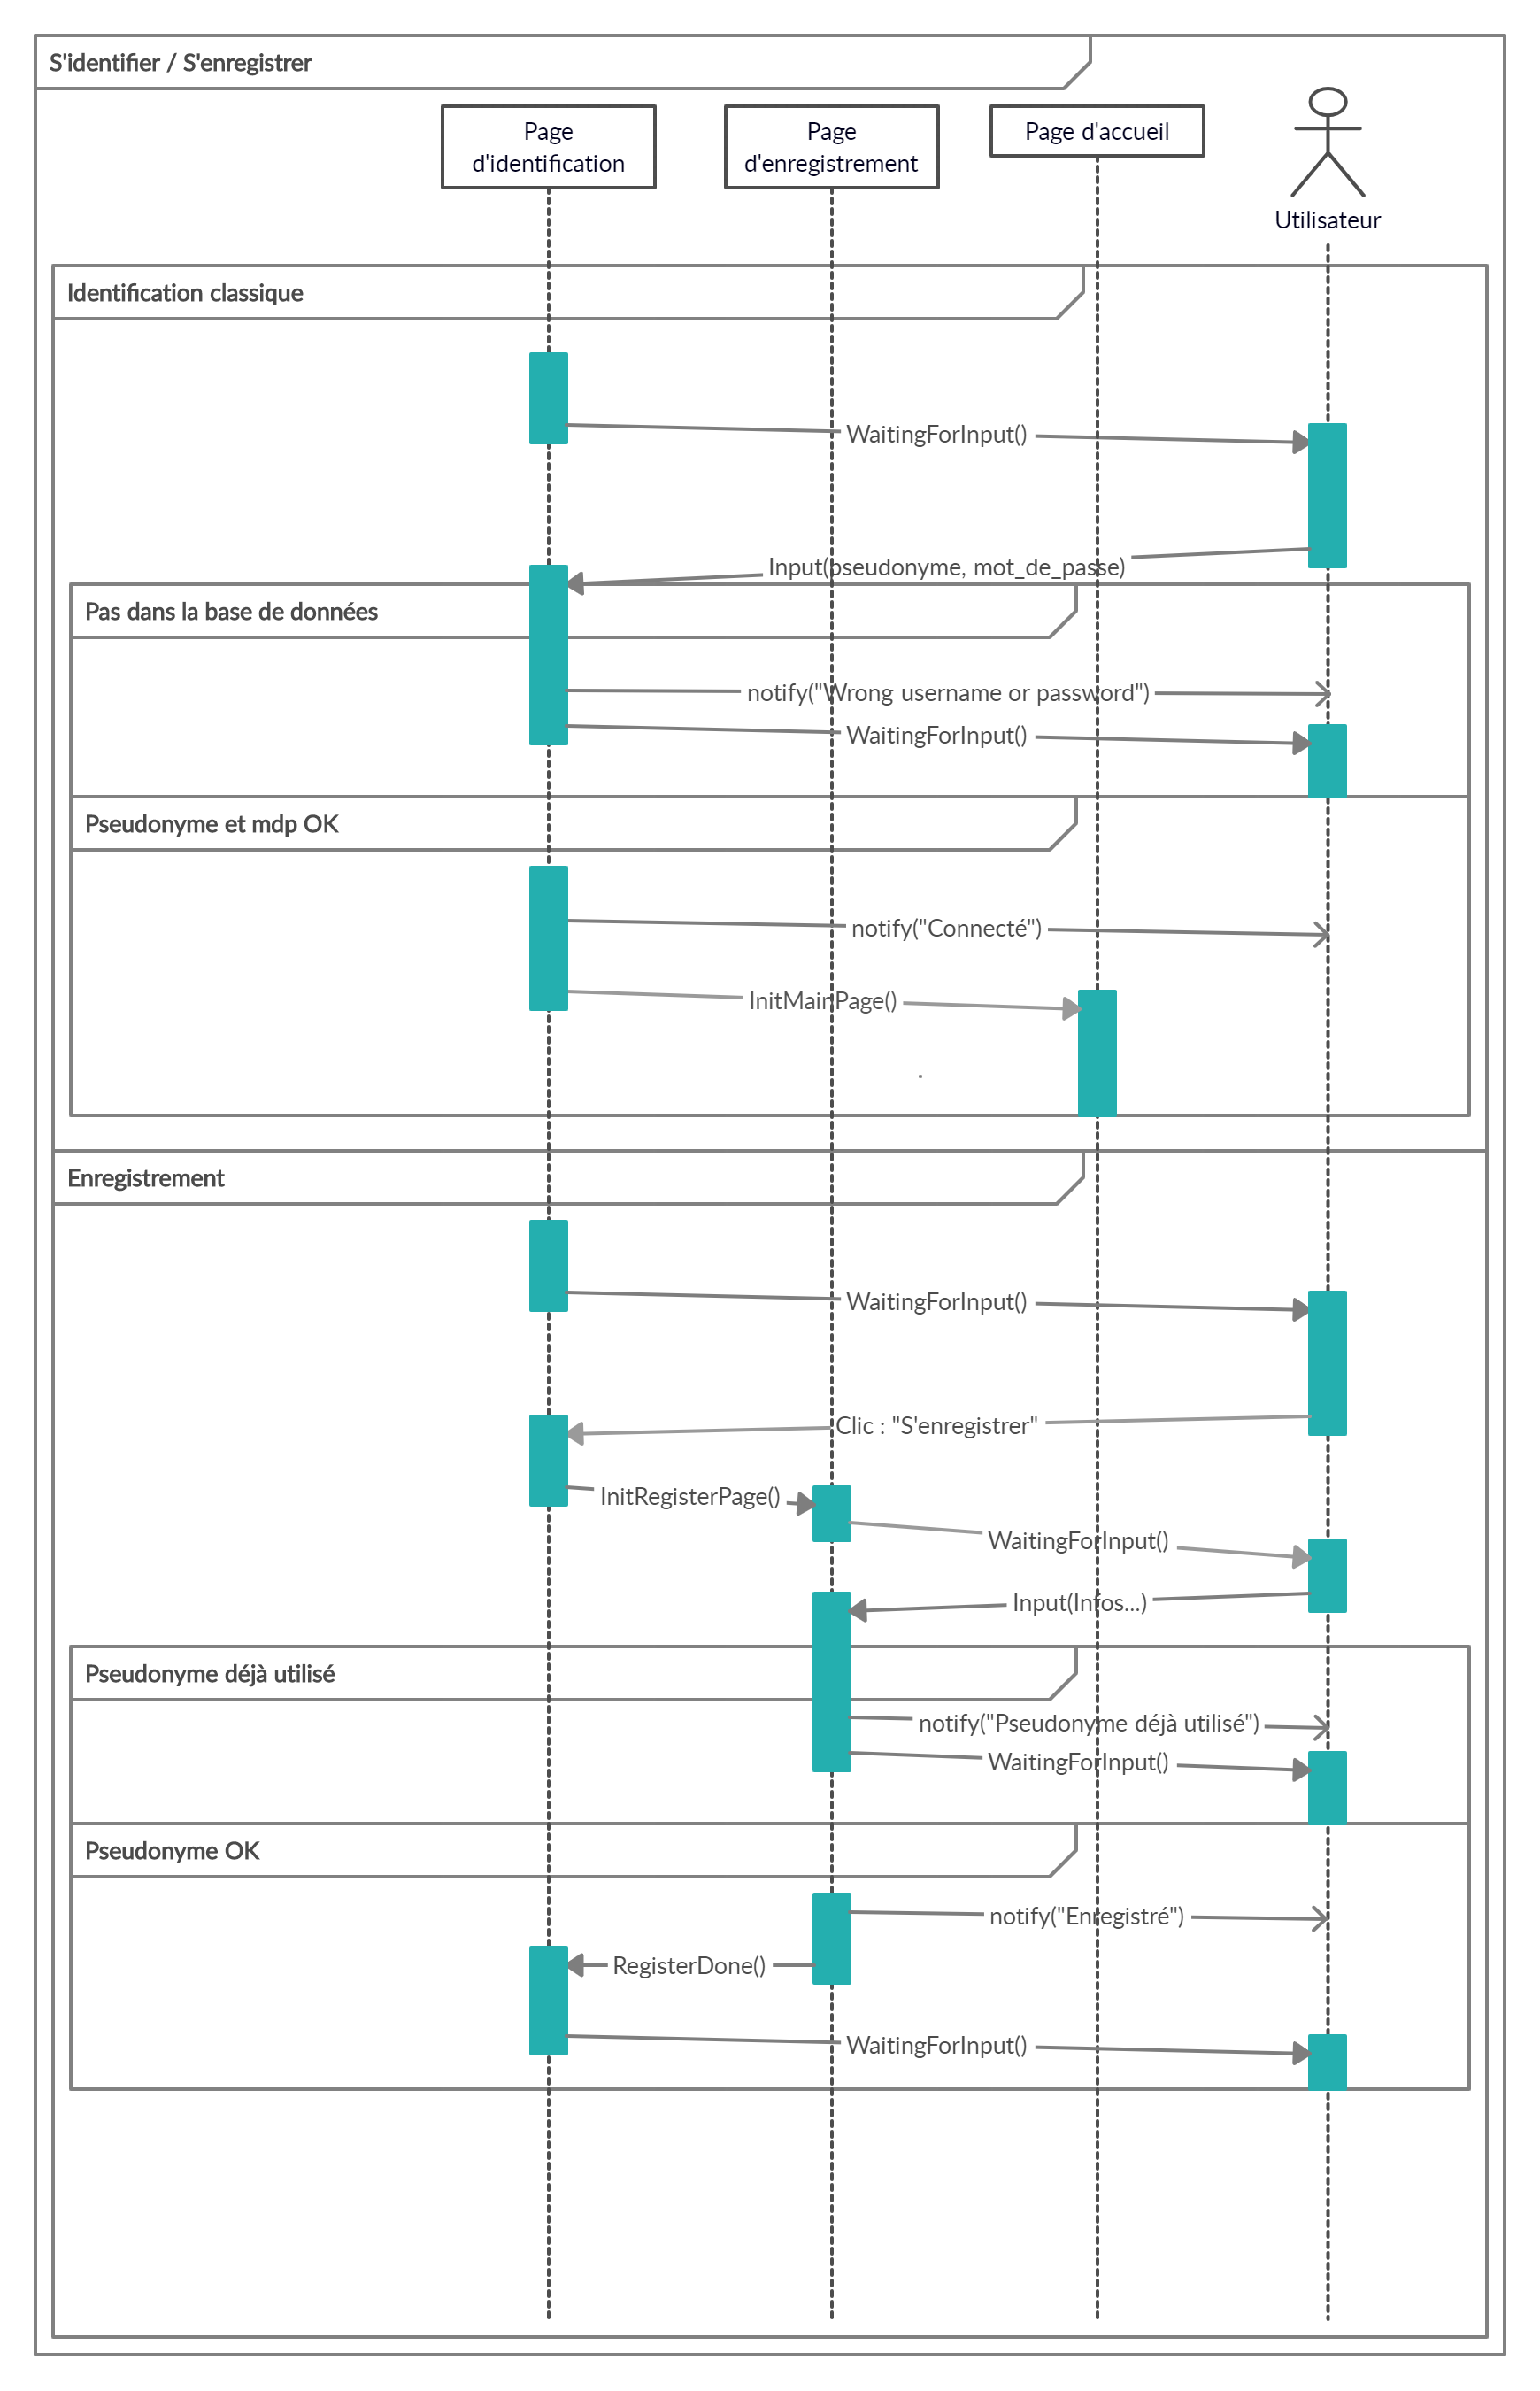 S'identifier / S'enregistrer
Page
d'identification
Page
d'enregistrement
Page d'accueil
Utilisateur
Identification classique
WaitingForInput()
Input(pseudonyme, mot_de_passe)
Pas dans la base de données
notify("Wrong username or password")
WaitingForInput()
Pseudonyme et mdp OK
notify("Connecté")
InitMainPage()
Enregistrement
WaitingForInput()
Clic : "S'enregistrer"
InitRegisterPage()
WaitingForInput()
Input(Infos...)
Pseudonyme déjà utilisé
notify("Pseudonyme déjà utilisé")
WaitingForInput()
Pseudonyme OK
notify("Enregistré")
RegisterDone()
WaitingForInput()